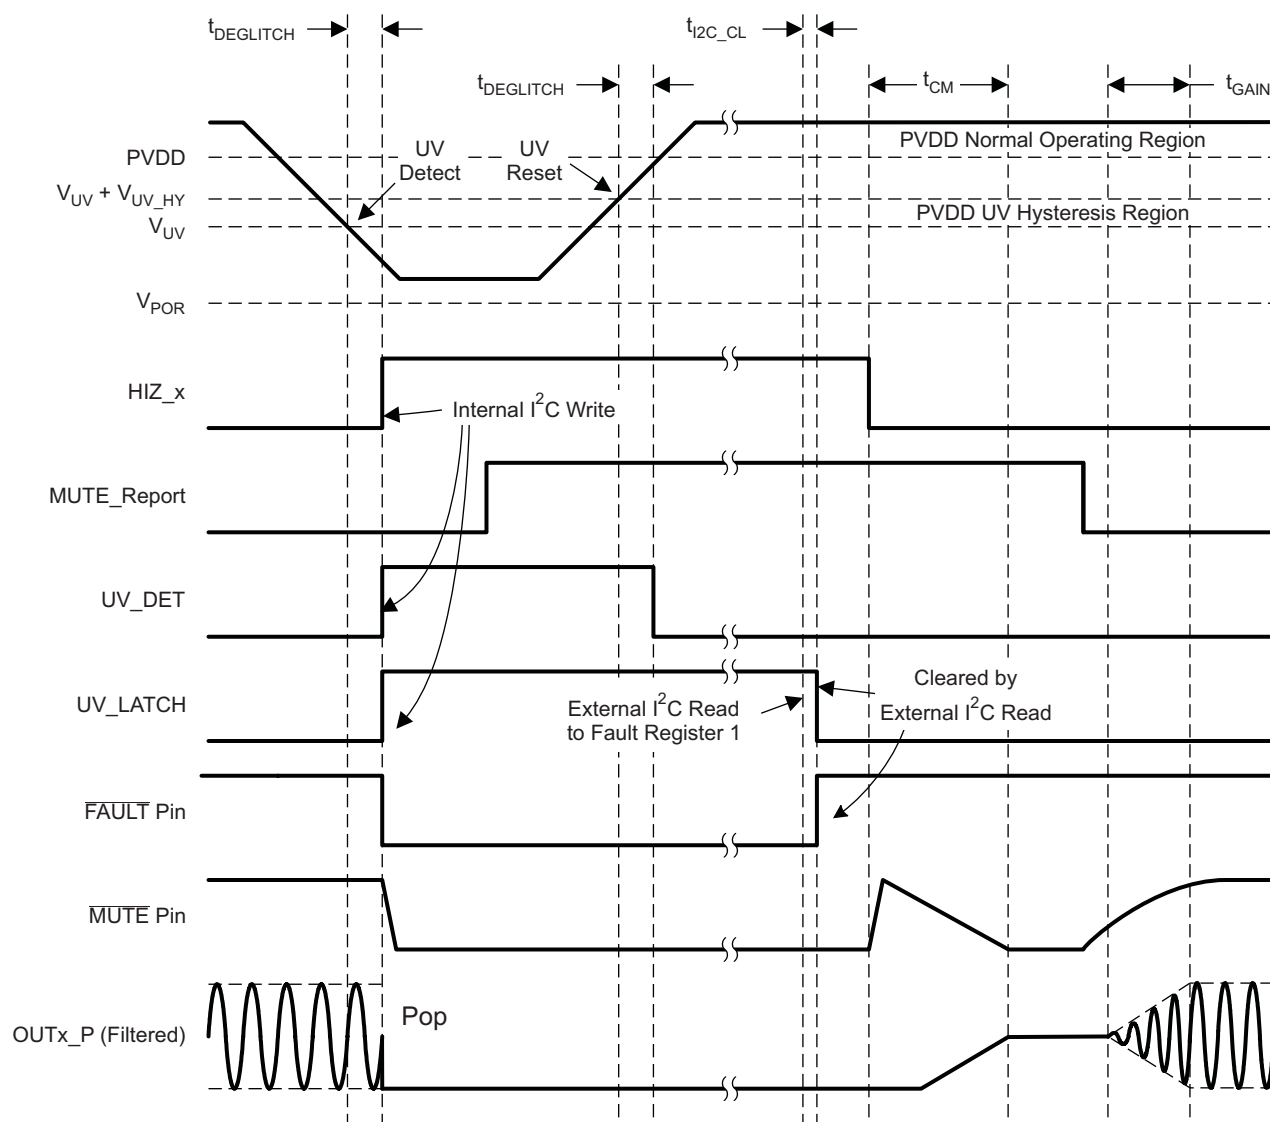 tDEGLITCH
tI2C_CL
tDEGLITCH
tCM
tGAIN
PVDD Normal Operating Region
PVDD
UV
Detect
UV
Reset
VUV + VUV_HY
PVDD UV Hysteresis Region
VUV
VPOR
HIZ_x
Internal I2C Write
MUTE_Report
UV_DET
UV_LATCH
External I2C Read
to Fault Register 1
Cleared by
External I2C Read
FAULT Pin
MUTE Pin
Pop
OUTx_P (Filtered)